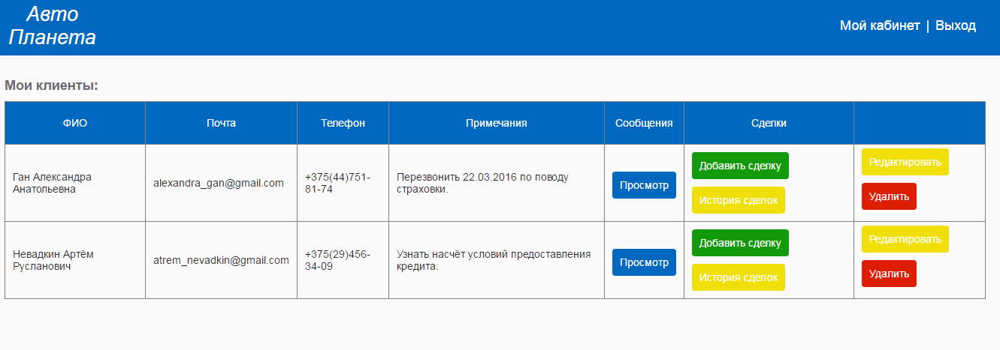 Авто
Планета
Мой кабинет | Выход
Мои клиенты:
ФИО
Почта
Телефон
Примечания
Сообщения
Сделки
Ган Александра
Анатольевна
alexandra_gan@gmail.com
+375(44)751-
81-74
Перезвонить 22.03.2016 по поводу
страховки.
Просмотр
Добавить сделку
История сделок
Редактировать
Удалить
Невадкин Артём
Русланович
atrem_nevadkin@gmail.com
+375(29)456-
34-09
Узнать насчёт условий предоставления
кредита.
Просмотр
Добавить сделку
История сделок
Редактировать
Удалить